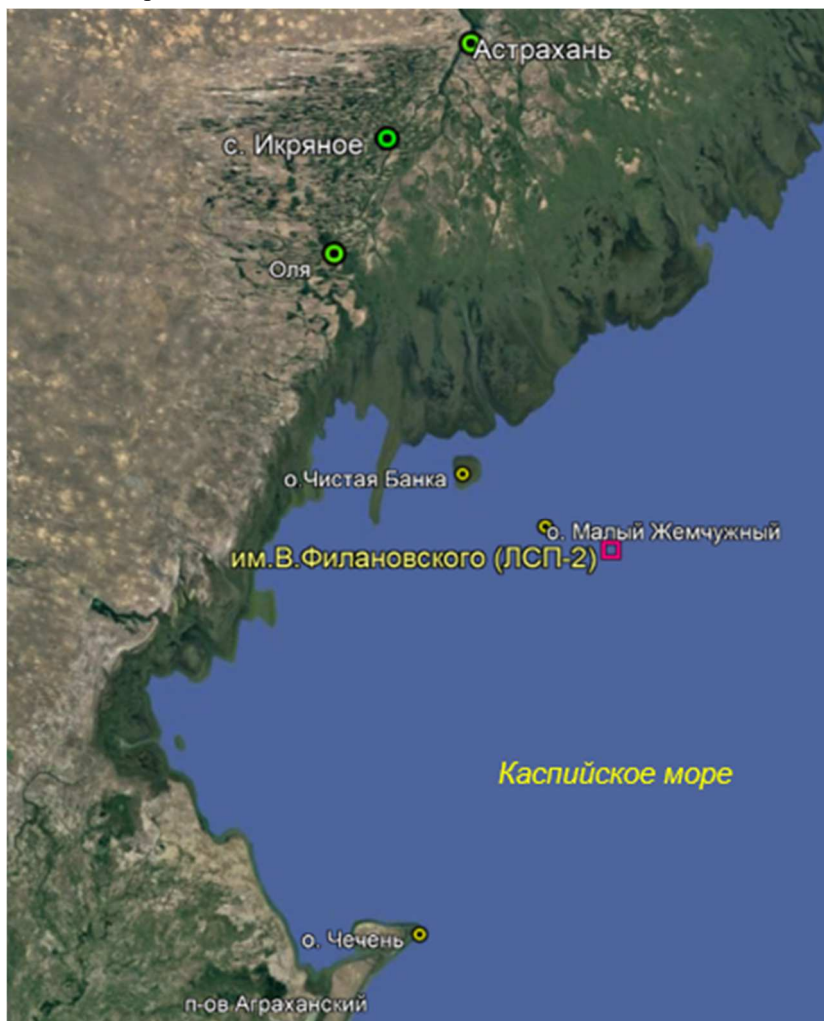 Астрахань
с. Икряное
Оля
о.Чистая Банка
о. Малый Жемчужный
им.В.Филановского (ЛСП-2)
Каспийское море
о. Чечень
п-ов Аграханский